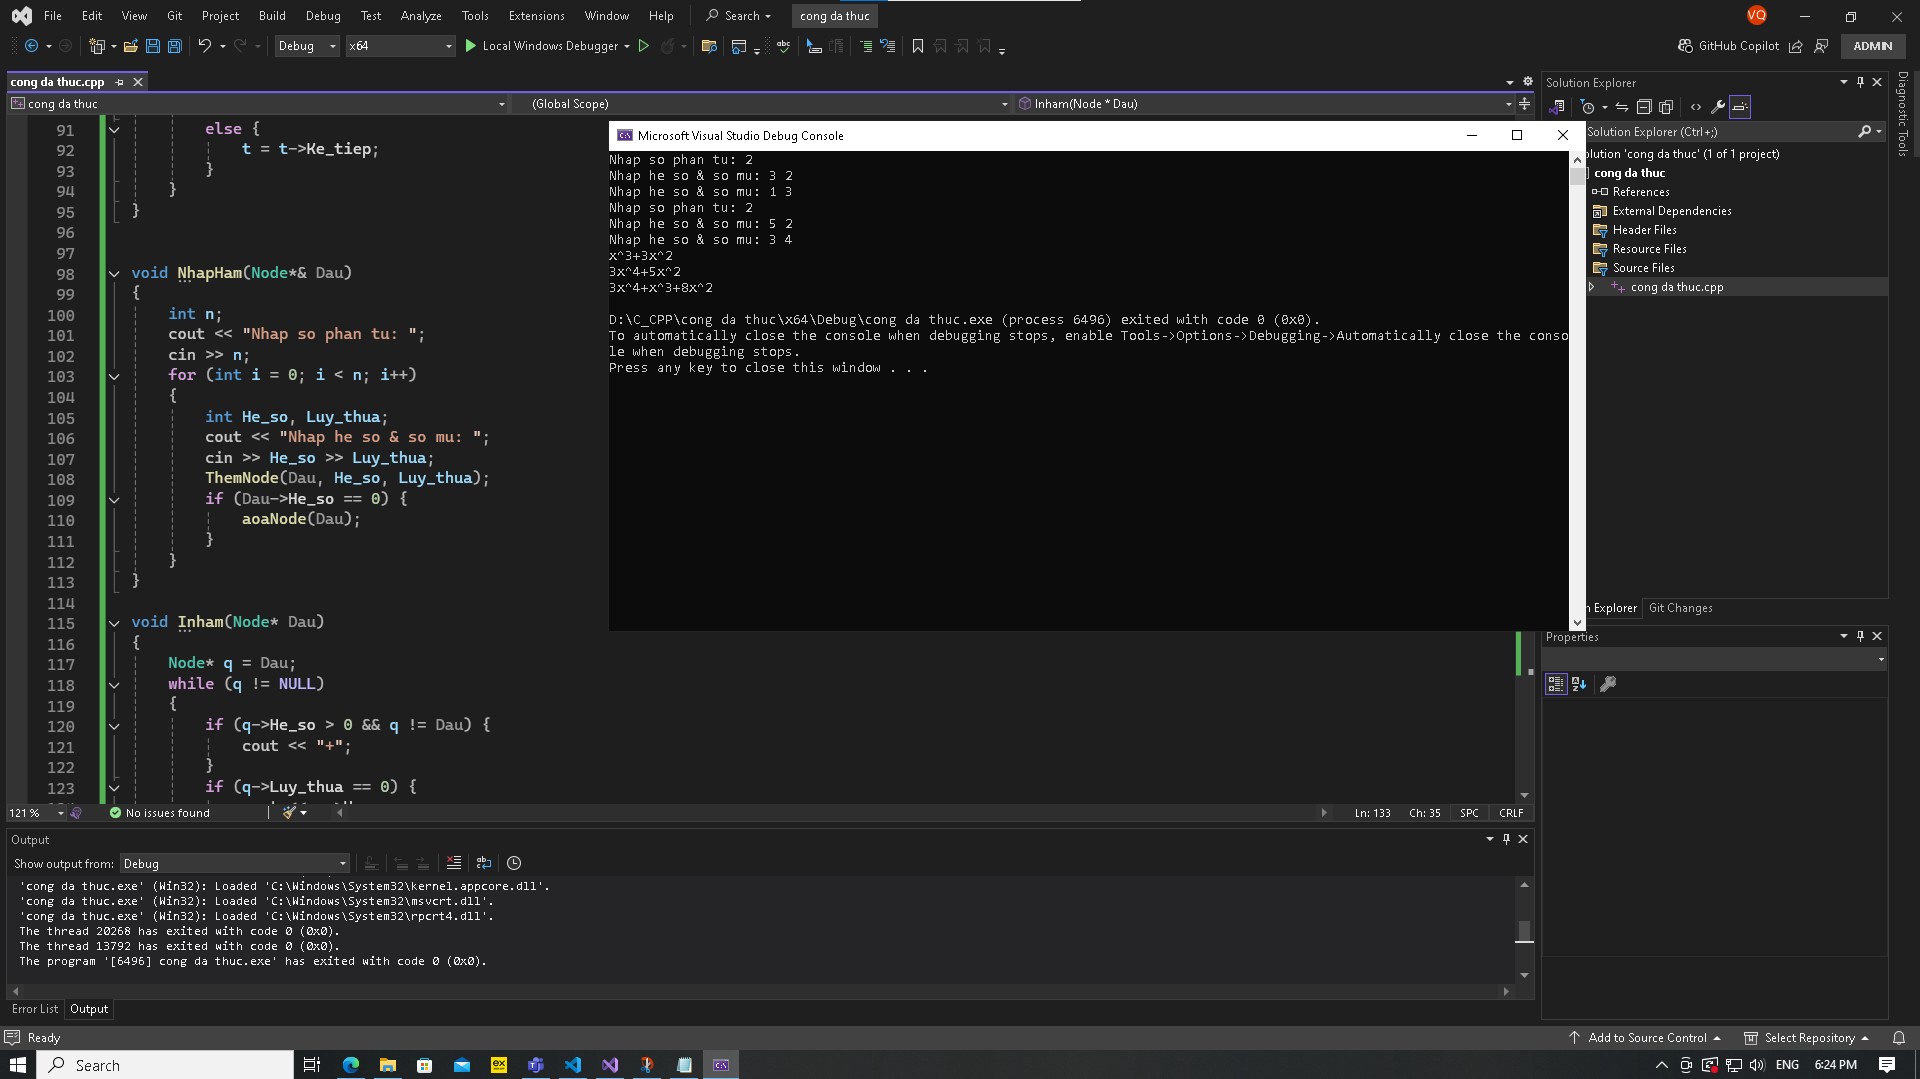 File Edit View Git Project Build Debug Test Analyze Tools Extensions Window Help Search cong da thuc VQ
Debug x64 Local Windows Debugger GitHub Copilot ADMIN
cong da thuc.cpp
cong da thuc (Global Scope) Inham(Node * Dau)
91 else {
92 t = t->Ke_tiep;
93 }
94 }
95 }
96
97
98 void NhapHam(Node*& Dau)
99 {
100 int n;
101 cout << "Nhap so phan tu: ";
102 cin >> n;
103 for (int i = 0; i < n; i++)
104 {
105 int He_so, Luy_thua;
106 cout << "Nhap he so & so mu: ";
107 cin >> He_so >> Luy_thua;
108 ThemNode(Dau, He_so, Luy_thua);
109 if (Dau->He_so == 0) {
110 aoaNode(Dau);
111 }
112 }
113 }
114
115 void Inham(Node* Dau)
116 {
117 Node* q = Dau;
118 while (q != NULL)
119 {
120 if (q->He_so > 0 && q != Dau) {
121 cout << "+";
122 }
123 if (q->Luy_thua == 0) {
121 % No issues found Ln: 133 Ch: 35 SPC CRLF
Microsoft Visual Studio Debug Console
Nhap so phan tu: 2
Nhap he so & so mu: 3 2
Nhap he so & so mu: 1 3
Nhap so phan tu: 2
Nhap he so & so mu: 5 2
Nhap he so & so mu: 3 4
x^3+3x^2
3x^4+5x^2
3x^4+x^3+8x^2
D:\C_CPP\cong da thuc\x64\Debug\cong da thuc.exe (process 6496) exited with code 0 (0x0).
To automatically close the console when debugging stops, enable Tools->Options->Debugging->Automatically close the conso
le when debugging stops.
Press any key to close this window . . .
Solution Explorer
Solution Explorer (Ctrl+;)
olution 'cong da thuc' (1 of 1 project)
cong da thuc
References
External Dependencies
Header Files
Resource Files
Source Files
cong da thuc.cpp
n Explorer Git Changes
Properties
Diagnostic Tools
Output
Show output from: Debug
'cong da thuc.exe' (Win32): Loaded 'C:\Windows\System32\kernel.appcore.dll'.
'cong da thuc.exe' (Win32): Loaded 'C:\Windows\System32\msvcrt.dll'.
'cong da thuc.exe' (Win32): Loaded 'C:\Windows\System32\rpcrt4.dll'.
The thread 20268 has exited with code 0 (0x0).
The thread 13792 has exited with code 0 (0x0).
The program '[6496] cong da thuc.exe' has exited with code 0 (0x0).
Error List Output
Ready Add to Source Control Select Repository
Search ENG 6:24 PM